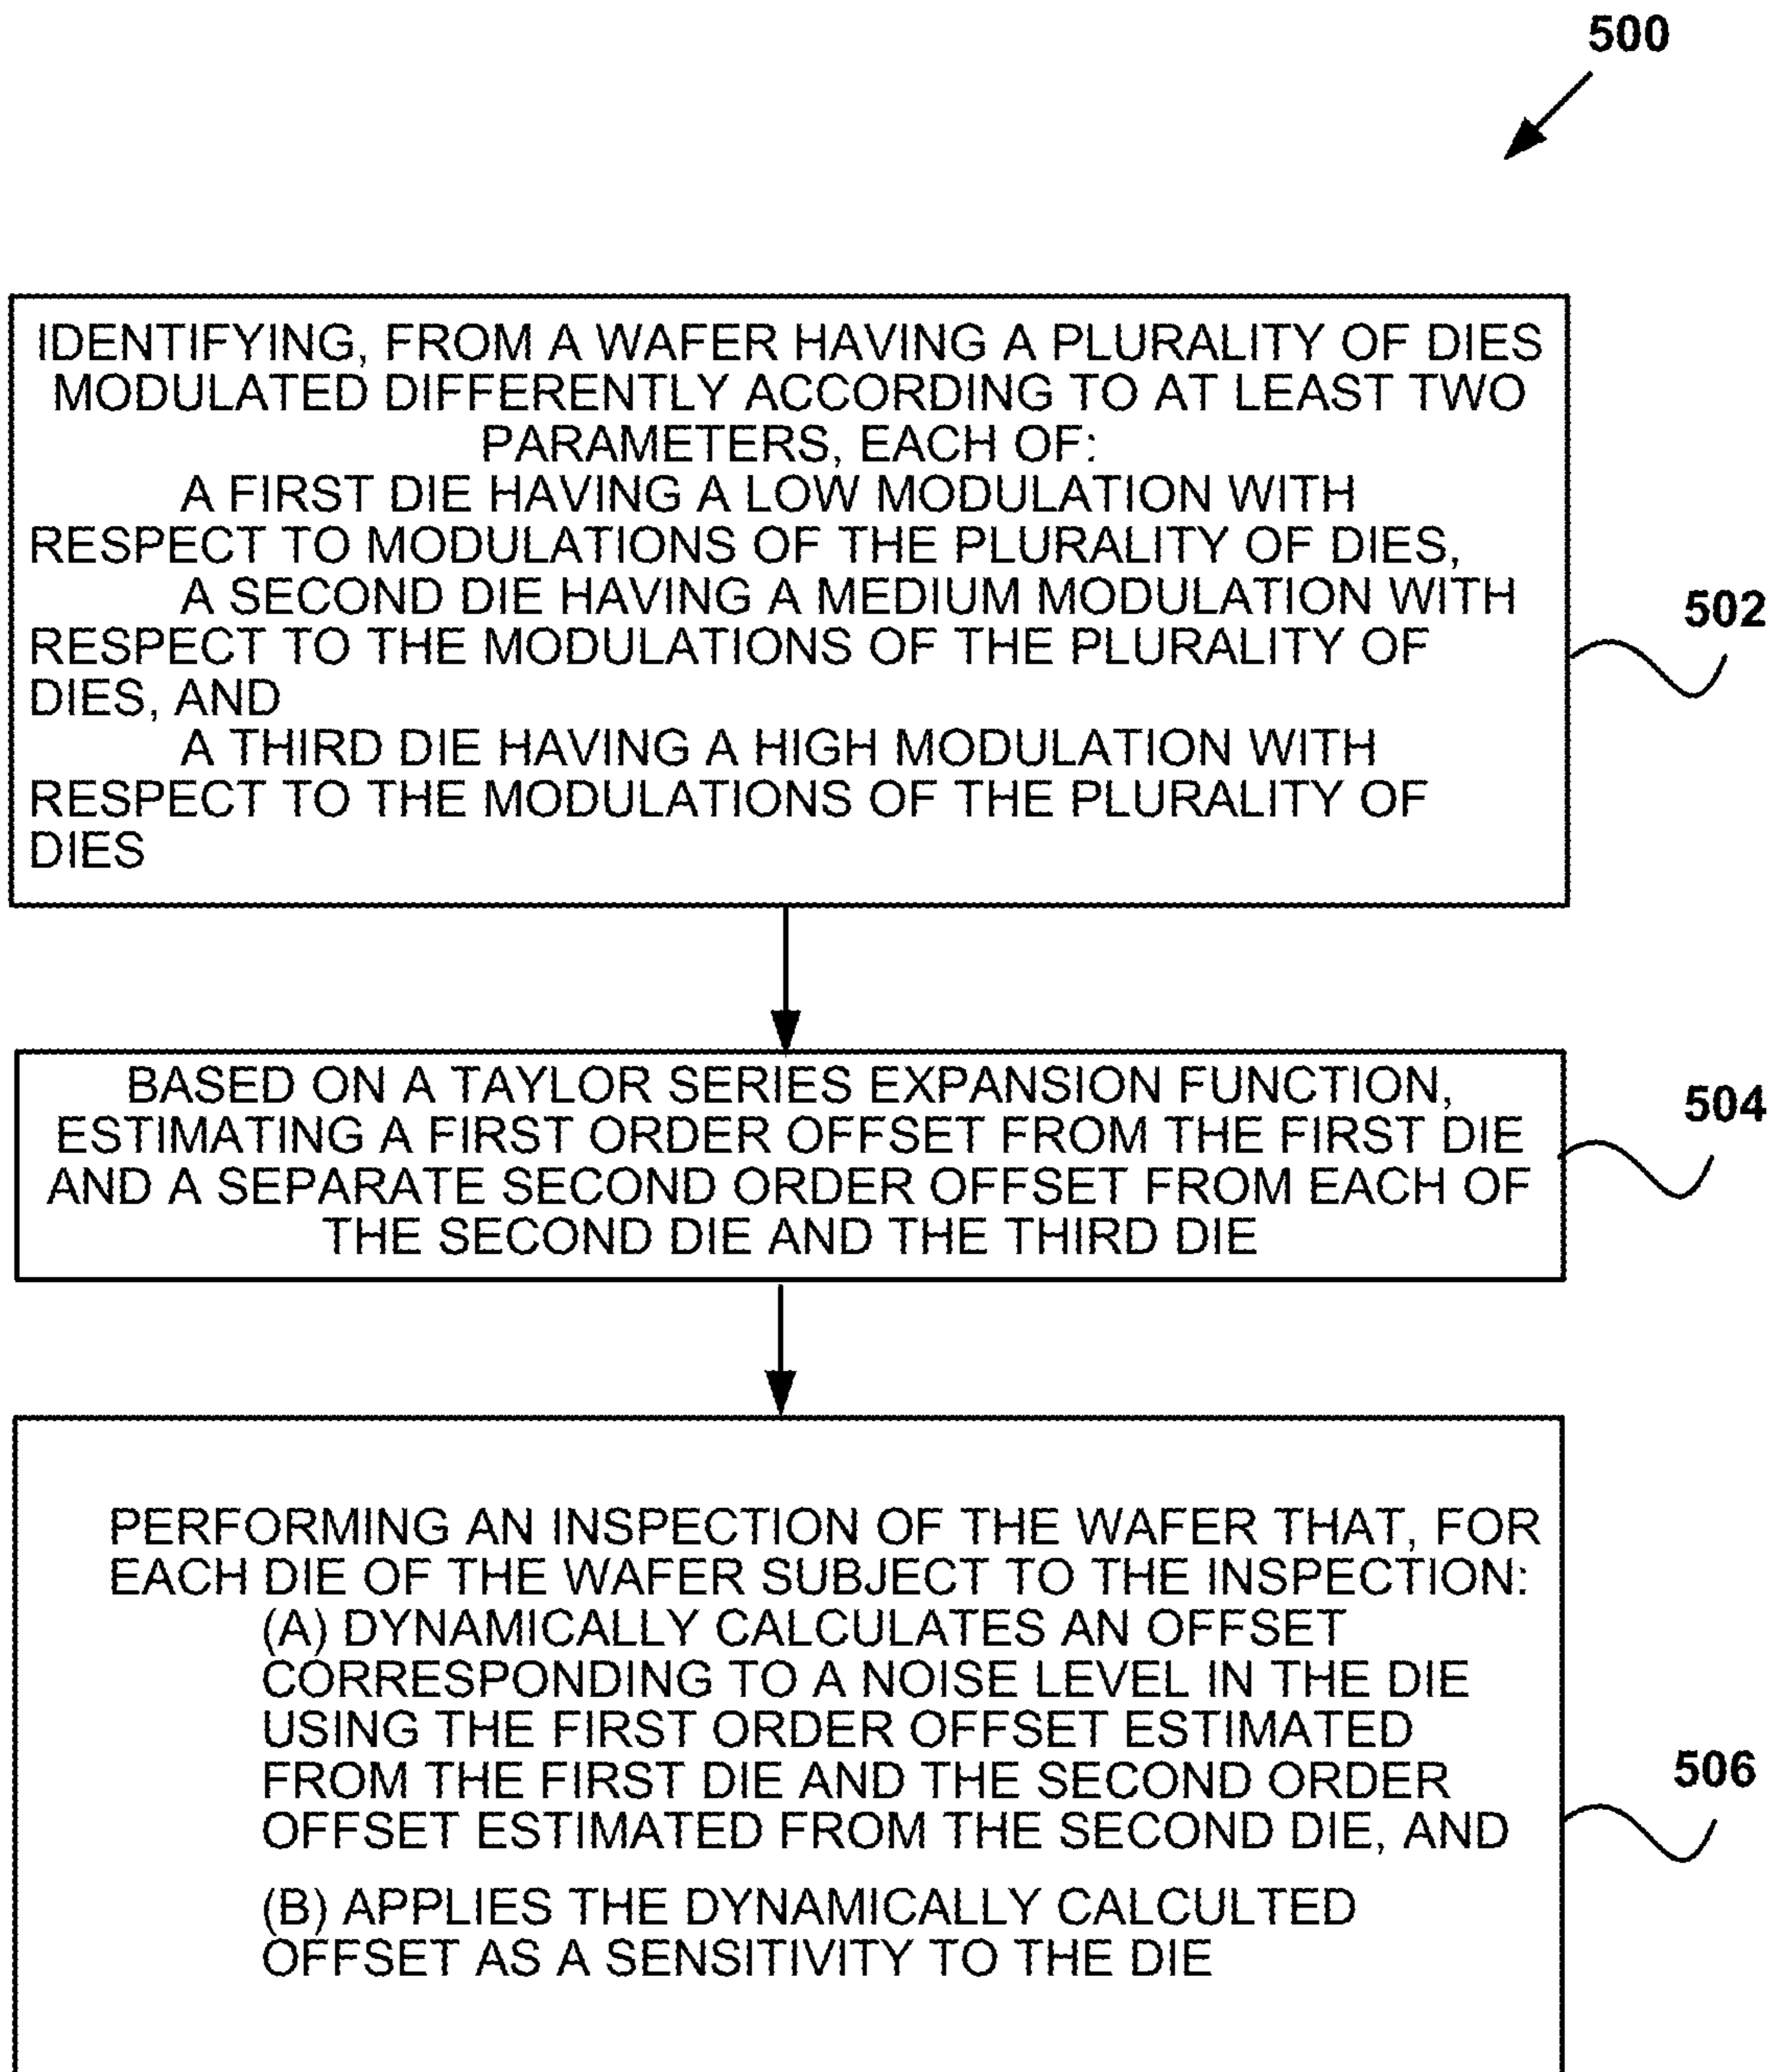 500
IDENTIFYING, FROM A WAFER HAVING A PLURALITY OF DIES
MODULATED DIFFERENTLY ACCORDING TO AT LEAST TWO
PARAMETERS, EACH OF:
A FIRST DIE HAVING A LOW MODULATION WITH
RESPECT TO MODULATIONS OF THE PLURALITY OF DIES,
A SECOND DIE HAVING A MEDIUM MODULATION WITH
RESPECT TO THE MODULATIONS OF THE PLURALITY OF
DIES, AND
A THIRD DIE HAVING A HIGH MODULATION WITH
RESPECT TO THE MODULATIONS OF THE PLURALITY OF
DIES
502
BASED ON A TAYLOR SERIES EXPANSION FUNCTION,
ESTIMATING A FIRST ORDER OFFSET FROM THE FIRST DIE
AND A SEPARATE SECOND ORDER OFFSET FROM EACH OF
THE SECOND DIE AND THE THIRD DIE
504
PERFORMING AN INSPECTION OF THE WAFER THAT, FOR
EACH DIE OF THE WAFER SUBJECT TO THE INSPECTION:
(A) DYNAMICALLY CALCULATES AN OFFSET
CORRESPONDING TO A NOISE LEVEL IN THE DIE
USING THE FIRST ORDER OFFSET ESTIMATED
FROM THE FIRST DIE AND THE SECOND ORDER
OFFSET ESTIMATED FROM THE SECOND DIE, AND
(B) APPLIES THE DYNAMICALLY CALCULTED
OFFSET AS A SENSITIVITY TO THE DIE
506